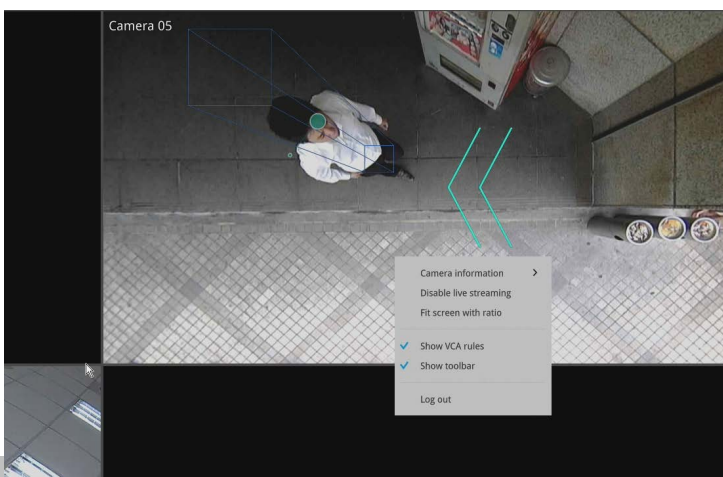 Camera 05
Camera information
Disable live streaming
Fit screen with ratio
Show VCA rules
Show toolbar
Log out